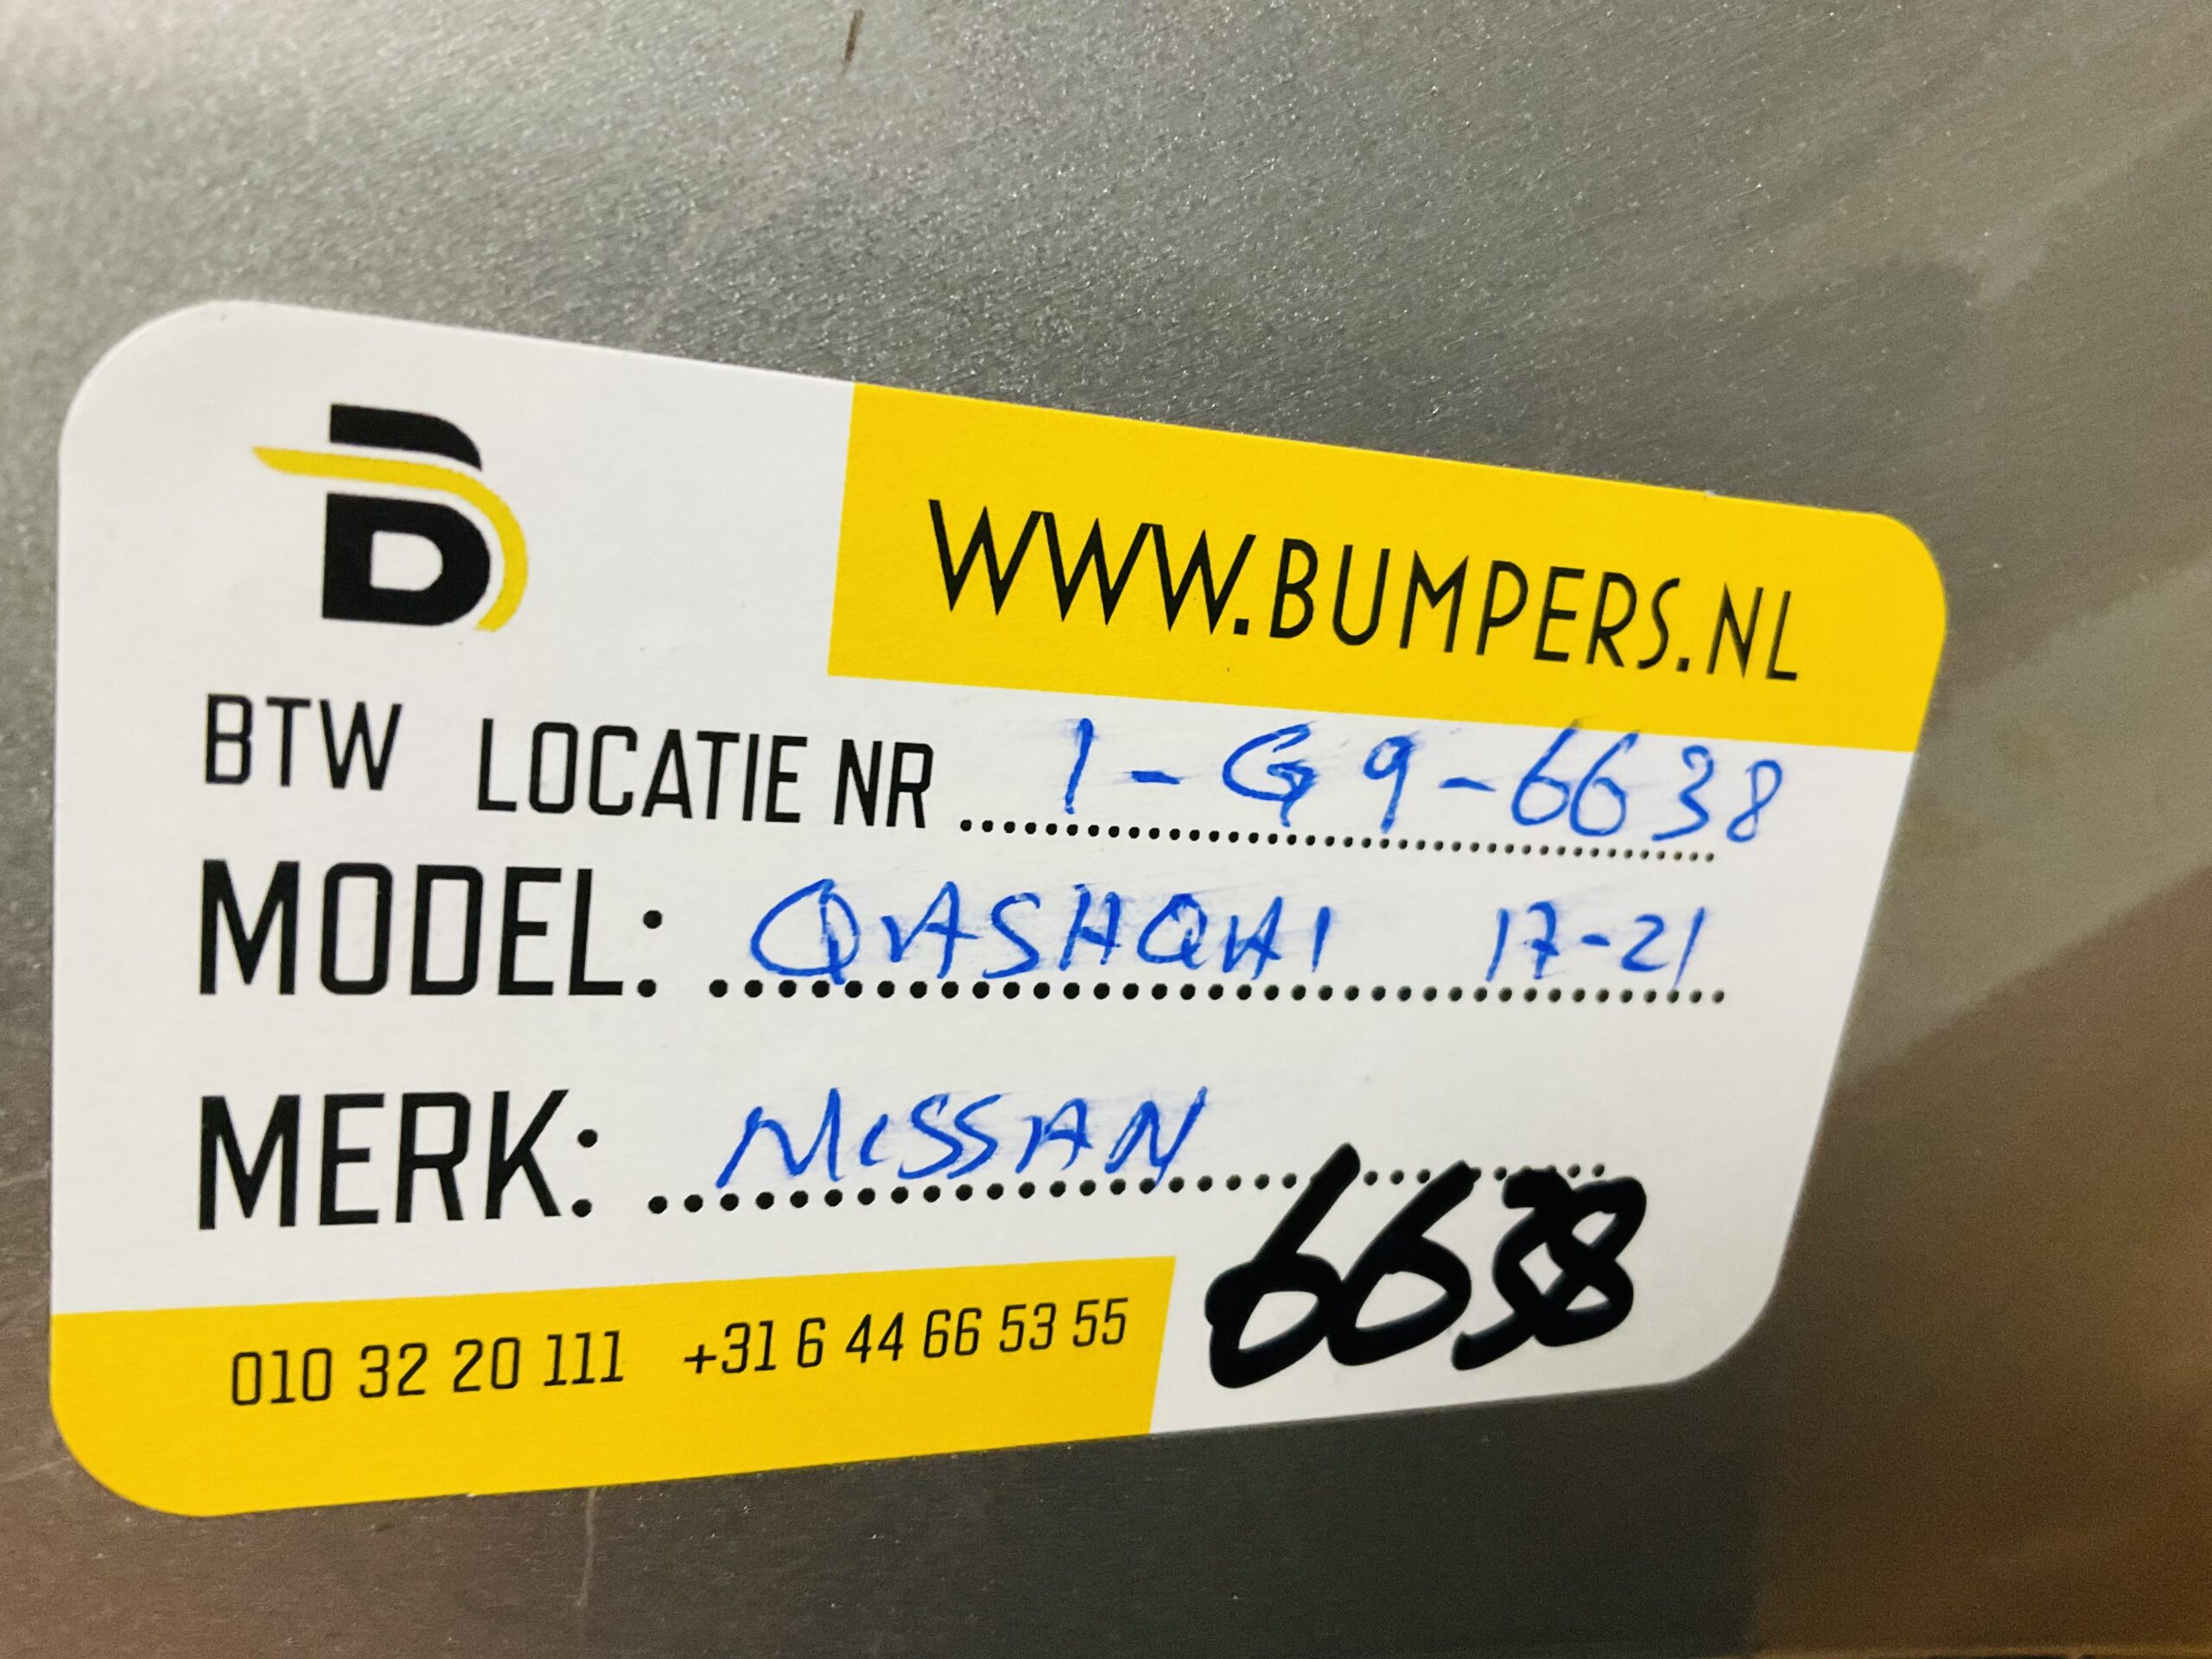 B
WWW.BUMPERS.NL
BTW LOCATIE NR 1-G9-6638
MODEL: QASHQAI 17-21
MERK: NISSAN
6638
010 32 20 111 +31 6 44 66 53 55